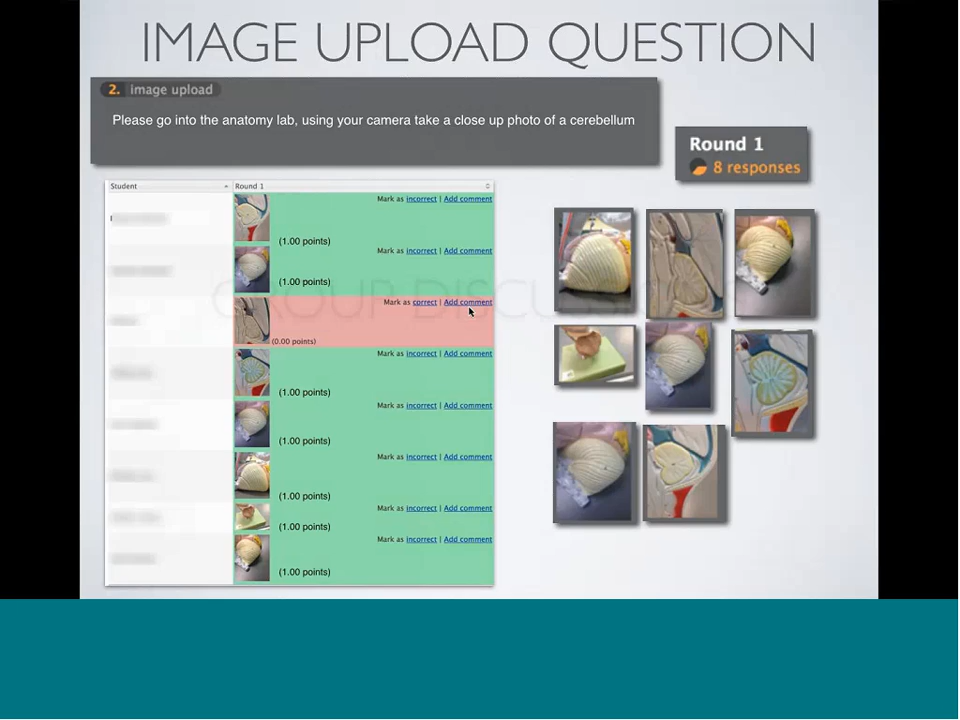 IMAGE UPLOAD QUESTION
2. image upload
Please go into the anatomy lab, using your camera take a close up photo of a cerebellum
Round 1
8 responses
Student Round 1
Mark as incorrect | Add comment
(1.00 points)
Mark as incorrect | Add comment
(1.00 points)
GROUP DISCUSSION
Mark as correct | Add comment
(0.00 points)
Mark as incorrect | Add comment
(1.00 points)
Mark as incorrect | Add comment
(1.00 points)
Mark as incorrect | Add comment
(1.00 points)
Mark as incorrect | Add comment
(1.00 points)
Mark as incorrect | Add comment
(1.00 points)